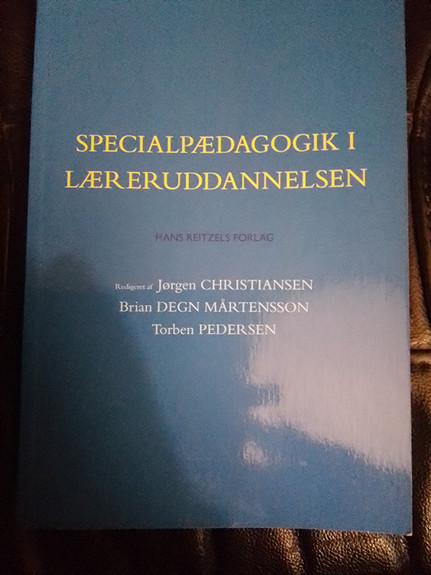 SPECIALPÆDAGOGIK I
LÆRERUDDANNELSEN
HANS REITZELS FORLAG
Redigeret af Jørgen CHRISTIANSEN
Brian DEGN MÅRTENSSON
Torben PEDERSEN